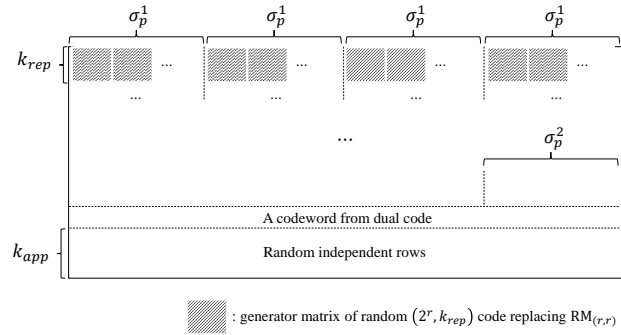 σ_p^1 σ_p^1 σ_p^1 σ_p^1
k_rep ... ... ... ...
... ... ... ...
...
σ_p^2
A codeword from dual code
k_app Random independent rows
: generator matrix of random (2^r, k_rep) code replacing RM_(r,r)